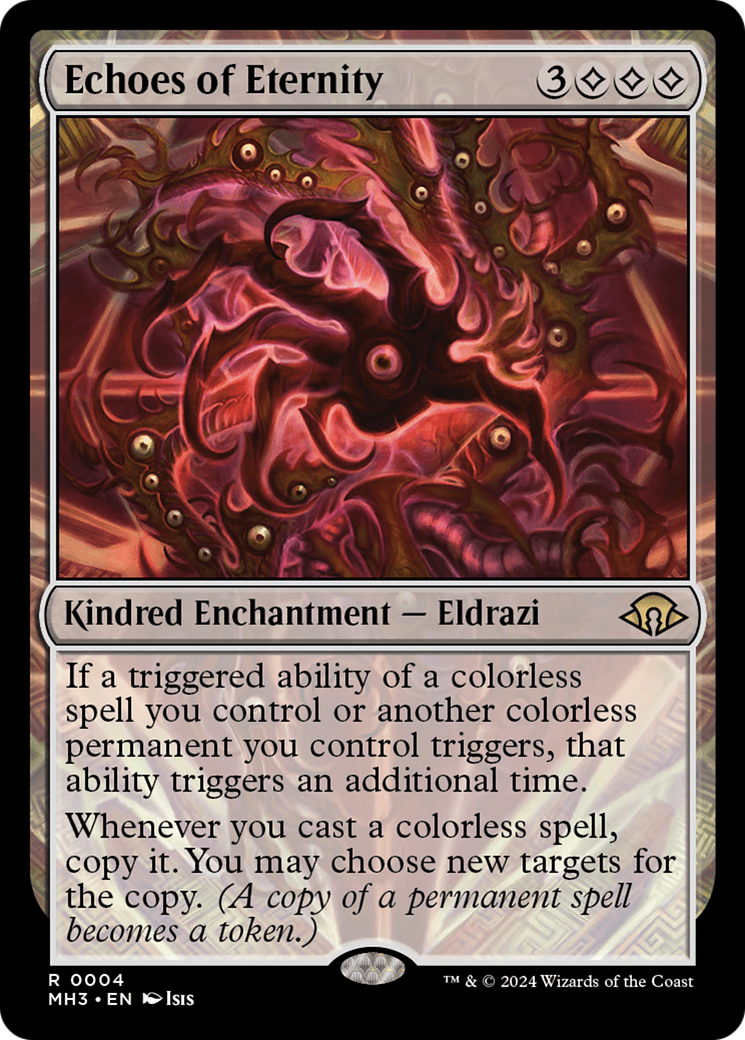 Echoes of Eternity 3
Kindred Enchantment — Eldrazi
If a triggered ability of a colorless
spell you control or another colorless
permanent you control triggers, that
ability triggers an additional time.
Whenever you cast a colorless spell,
copy it. You may choose new targets for
the copy. (A copy of a permanent spell
becomes a token.)
R 0004
MH3 • EN Isis
™ & © 2024 Wizards of the Coast